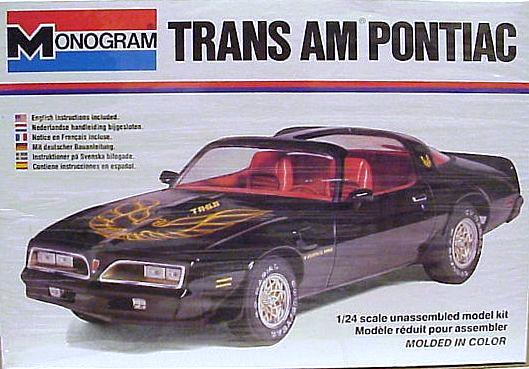 MONOGRAM
TRANS AM® PONTIAC
English instructions included.
Nederlandse handleiding bijgesloten.
Notice en Français incluse.
Mit deutscher Bauanleitung.
Instruktioner på Svenska bifogade.
Contiene instrucciones en español.
1/24 scale unassembled model kit
Modèle réduit pour assembler
MOLDED IN COLOR